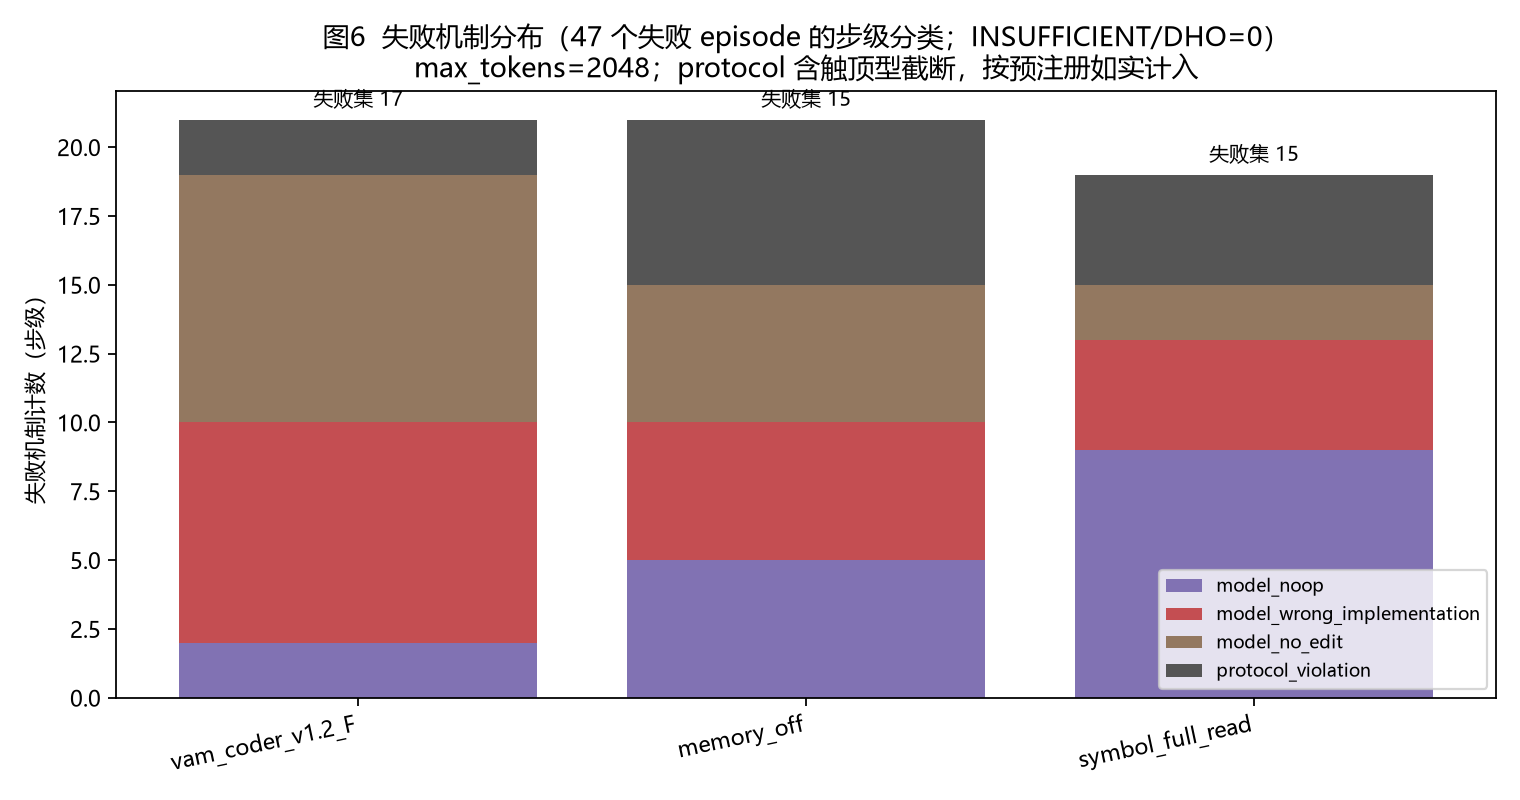 图6  失败机制分布（47 个失败 episode 的步级分类；INSUFFICIENT/DHO=0）
max_tokens=2048；protocol 含触顶型截断，按预注册如实计入
失败集 17
失败集 15
失败集 15
失败机制计数（步级）
20.0
17.5
15.0
12.5
10.0
7.5
5.0
2.5
0.0
model_noop
model_wrong_implementation
model_no_edit
protocol_violation
vam_coder_v1.2_F
memory_off
symbol_full_read